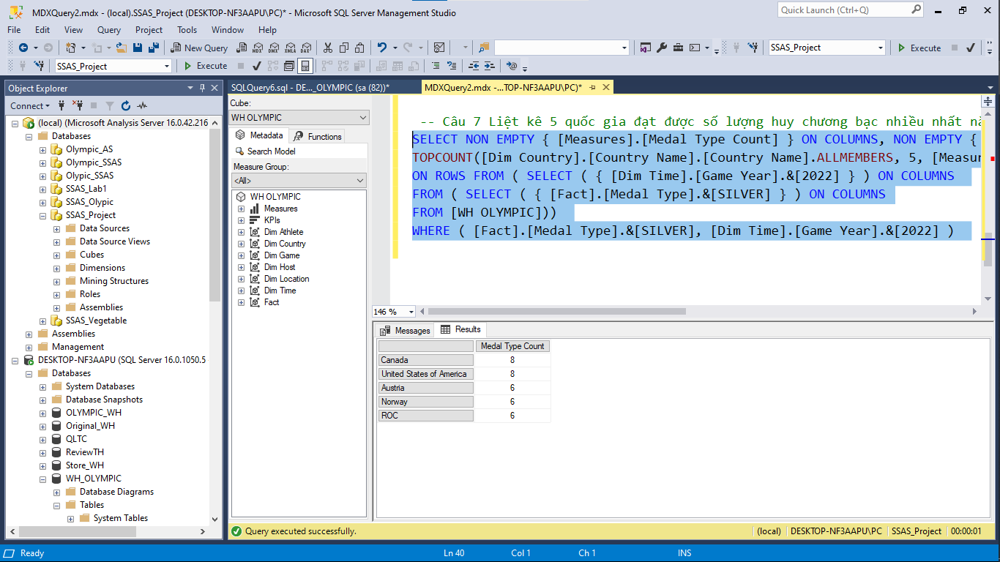 MDXQuery2.mdx - (local).SSAS_Project (DESKTOP-NF3AAPU\PC)* - Microsoft SQL Server Management Studio
Quick Launch (Ctrl+Q)
File Edit View Query Project Tools Window Help
New Query MDX DMX XMLA DAX SSAS_Project Execute
SSAS_Project Execute
Object Explorer
Connect
(local) (Microsoft Analysis Server 16.0.42.216
Databases
Olympic_AS
Olympic_SSAS
Olypic_SSAS
SSAS_Lab1
SSAS_Olypic
SSAS_Project
Data Sources
Data Source Views
Cubes
Dimensions
Mining Structures
Roles
Assemblies
SSAS_Vegetable
Assemblies
Management
DESKTOP-NF3AAPU (SQL Server 16.0.1050.5
Databases
System Databases
Database Snapshots
OLYMPIC_WH
Original_WH
QLTC
ReviewTH
Store_WH
WH_OLYMPIC
Database Diagrams
Tables
System Tables
SQLQuery6.sql - DE..._OLYMPIC (sa (82))*
MDXQuery2.mdx -...TOP-NF3AAPU\PC)*
Cube:
WH OLYMPIC
Metadata Functions
Search Model
Measure Group:
<All>
WH OLYMPIC
Measures
KPIs
Dim Athlete
Dim Country
Dim Game
Dim Host
Dim Location
Dim Time
Fact
-- Câu 7 Liệt kê 5 quốc gia đạt được số lượng huy chương bạc nhiều nhất
SELECT NON EMPTY { [Measures].[Medal Type Count] } ON COLUMNS, NON EMPTY {
TOPCOUNT([Dim Country].[Country Name].[Country Name].ALLMEMBERS, 5, [Measur
ON ROWS FROM ( SELECT ( { [Dim Time].[Game Year].&[2022] } ) ON COLUMNS
FROM ( SELECT ( { [Fact].[Medal Type].&[SILVER] } ) ON COLUMNS
FROM [WH OLYMPIC]))
WHERE ( [Fact].[Medal Type].&[SILVER], [Dim Time].[Game Year].&[2022] )
146 %
Messages Results
Medal Type Count
Canada 8
United States of America 8
Austria 6
Norway 6
ROC 6
Query executed successfully. (local) DESKTOP-NF3AAPU\PC SSAS_Project 00:00:01
Ready Ln 40 Col 1 Ch 1 INS